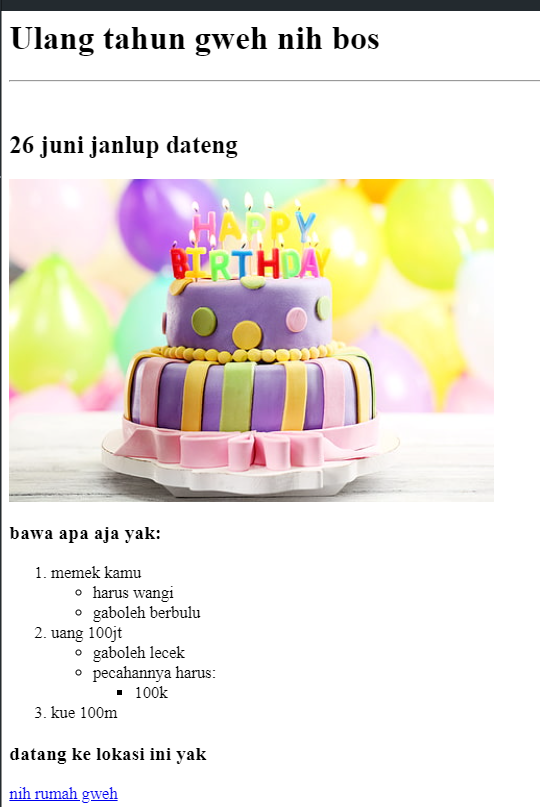 Ulang tahun gweh nih bos
26 juni janlup dateng
HAPPY
BIRTHDAY
bawa apa aja yak:
1. memek kamu
harus wangi
gaboleh berbulu
2. uang 100jt
gaboleh lecek
pecahannya harus:
100k
3. kue 100m
datang ke lokasi ini yak
nih rumah gweh